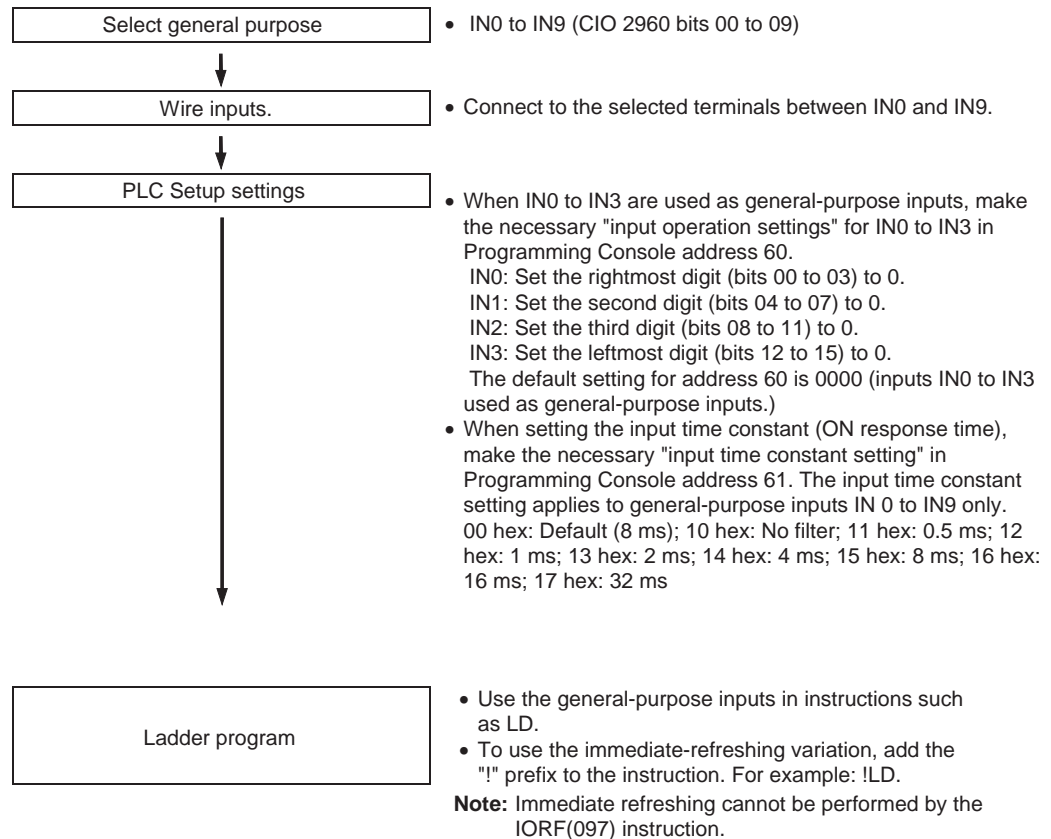 Select general purpose
• IN0 to IN9 (CIO 2960 bits 00 to 09)
Wire inputs.
• Connect to the selected terminals between IN0 and IN9.
PLC Setup settings
• When IN0 to IN3 are used as general-purpose inputs, make
the necessary "input operation settings" for IN0 to IN3 in
Programming Console address 60.
IN0: Set the rightmost digit (bits 00 to 03) to 0.
IN1: Set the second digit (bits 04 to 07) to 0.
IN2: Set the third digit (bits 08 to 11) to 0.
IN3: Set the leftmost digit (bits 12 to 15) to 0.
The default setting for address 60 is 0000 (inputs IN0 to IN3
used as general-purpose inputs.)
• When setting the input time constant (ON response time),
make the necessary "input time constant setting" in
Programming Console address 61. The input time constant
setting applies to general-purpose inputs IN 0 to IN9 only.
00 hex: Default (8 ms); 10 hex: No filter; 11 hex: 0.5 ms; 12
hex: 1 ms; 13 hex: 2 ms; 14 hex: 4 ms; 15 hex: 8 ms; 16 hex:
16 ms; 17 hex: 32 ms
Ladder program
• Use the general-purpose inputs in instructions such
as LD.
• To use the immediate-refreshing variation, add the
"!" prefix to the instruction. For example: !LD.
Note: Immediate refreshing cannot be performed by the
IORF(097) instruction.